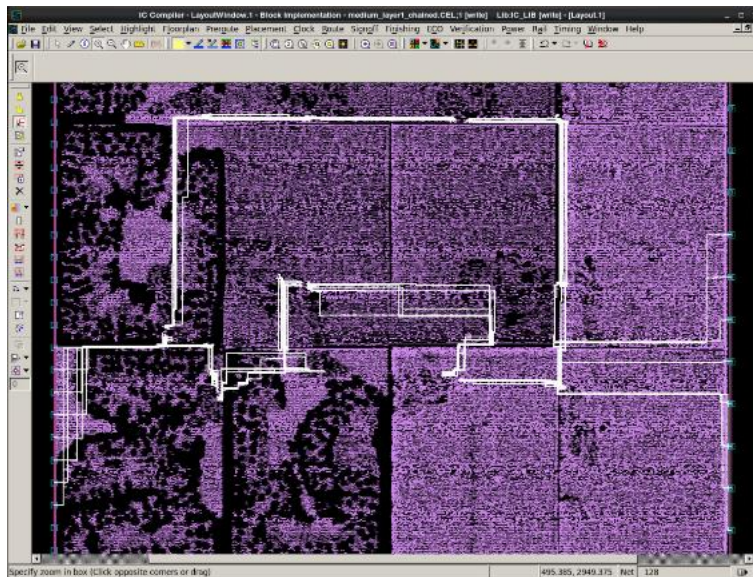 IC Compiler - LayoutWindow.1 - Block Implementation - medium_layer1_chained.CEL;1 [write]    Lib:IC_LIB [write] - [Layout.1]
File Edit View Select Highlight Floorplan Preroute Placement Clock Route Signoff Finishing ECO Verification Power Rail Timing Window Help
0
Specify zoom in box (Click opposite corners or drag) 495.385, 2949.375 Net 128